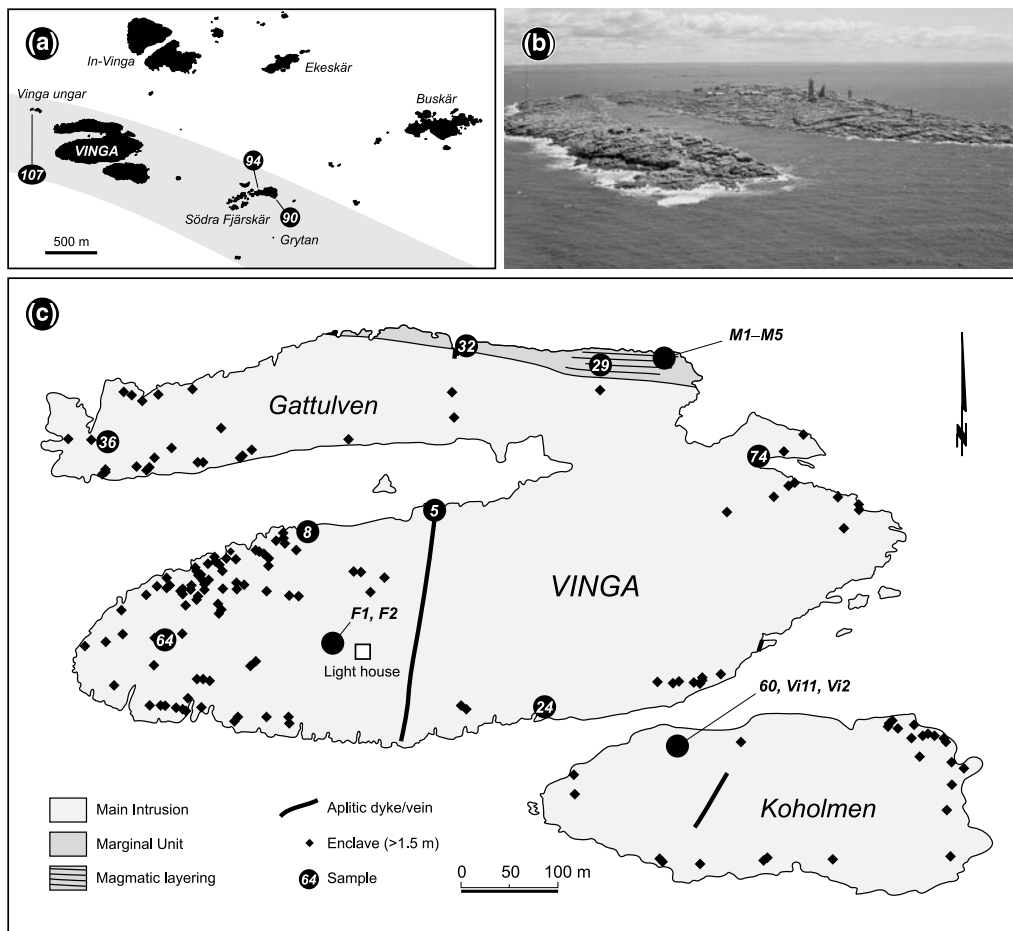 (a)
In-Vinga
Ekeskär
Vinga ungar
Buskär
VINGA
94
107
Södra Fjärskär
90
Grytan
500 m
(b)
(c)
32
M1–M5
29
Gattulven
36
74
5
8
VINGA
F1, F2
64
Light house
24
60, Vi11, Vi2
Koholmen
N
Main Intrusion
Marginal Unit
Magmatic layering
Aplitic dyke/vein
Enclave (>1.5 m)
64 Sample
0 50 100 m